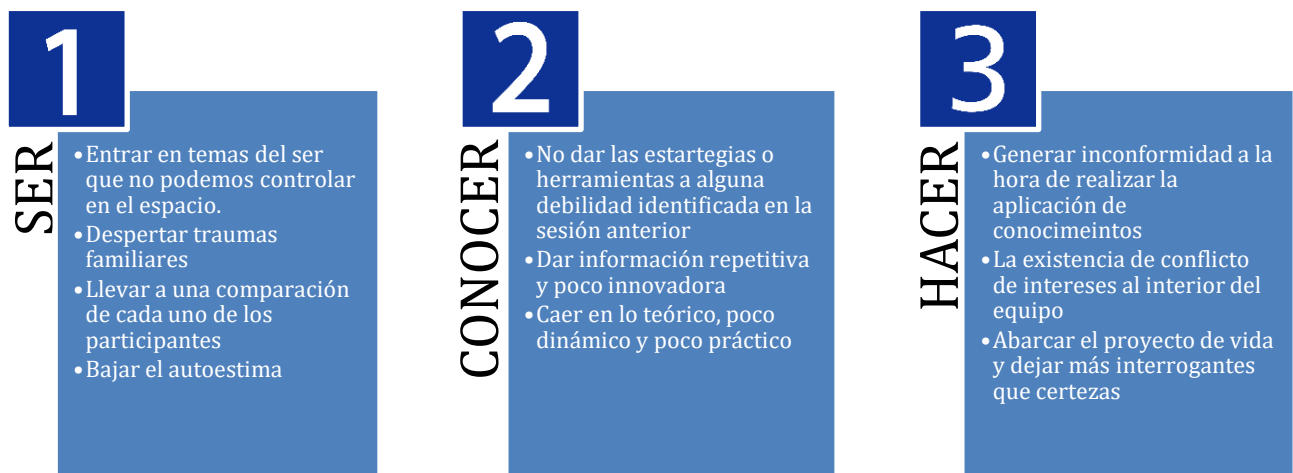 1
SER
•Entrar en temas del ser
que no podemos controlar
en el espacio.
•Despertar traumas
familiares
•Llevar a una comparación
de cada uno de los
participantes
•Bajar el autoestima
2
CONOCER
•No dar las estartegias o
herramientas a alguna
debilidad identificada en la
sesión anterior
•Dar información repetitiva
y poco innovadora
•Caer en lo teórico, poco
dinámico y poco práctico
3
HACER
•Generar inconformidad a la
hora de realizar la
aplicación de
conocimeintos
•La existencia de conflicto
de intereses al interior del
equipo
•Abarcar el proyecto de vida
y dejar más interrogantes
que certezas